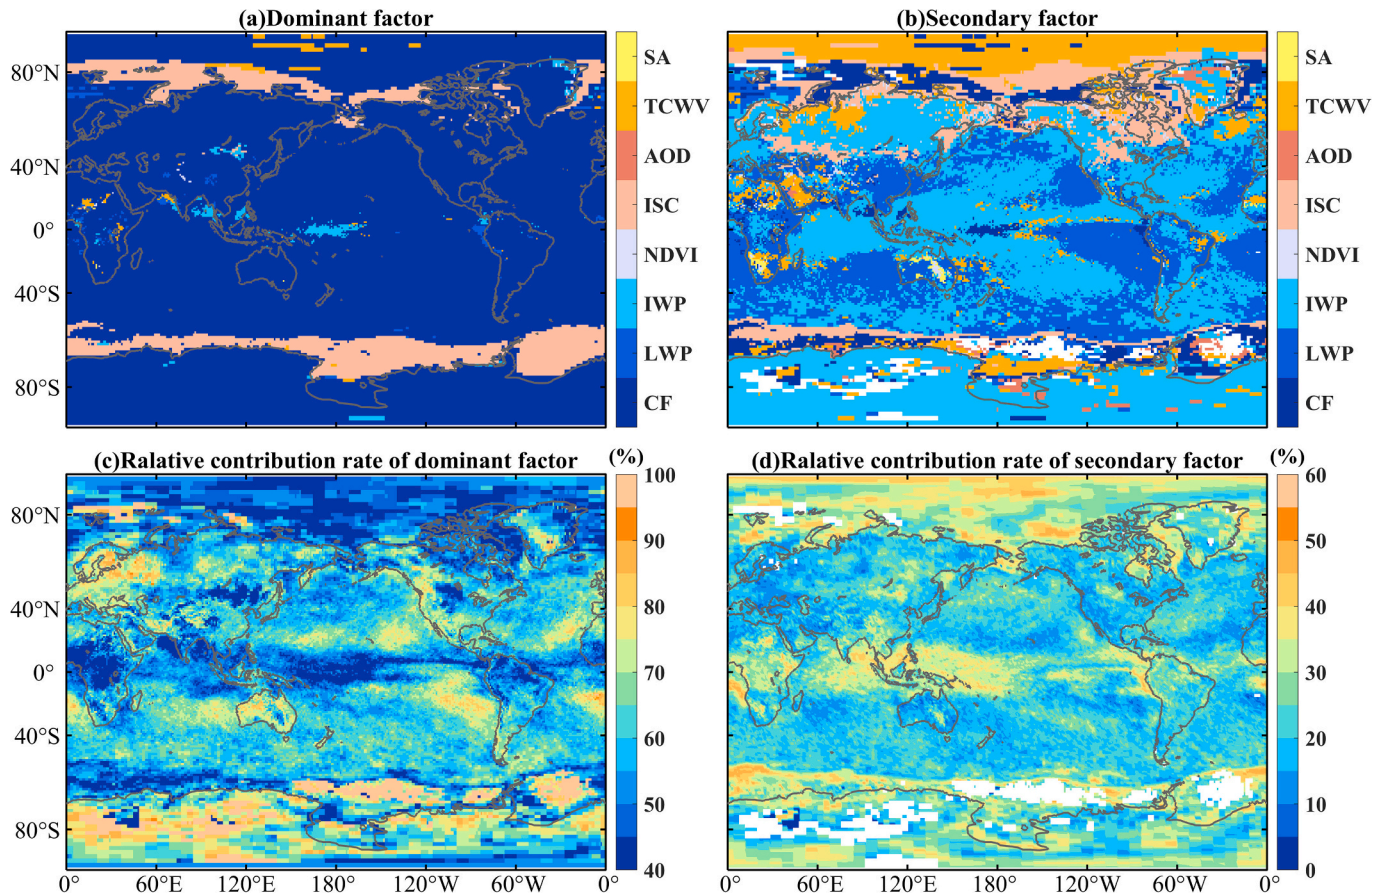 (a)Dominant factor
(b)Secondary factor
80°N
40°N
0°
40°S
80°S
SA
TCWV
AOD
ISC
NDVI
IWP
LWP
CF
SA
TCWV
AOD
ISC
NDVI
IWP
LWP
CF
(c)Ralative contribution rate of dominant factor (%)
(d)Ralative contribution rate of secondary factor (%)
80°N
40°N
0°
40°S
80°S
100
90
80
70
60
50
40
60
50
40
30
20
10
0
0° 60°E 120°E 180° 120°W 60°W 0°
0° 60°E 120°E 180° 120°W 60°W 0°